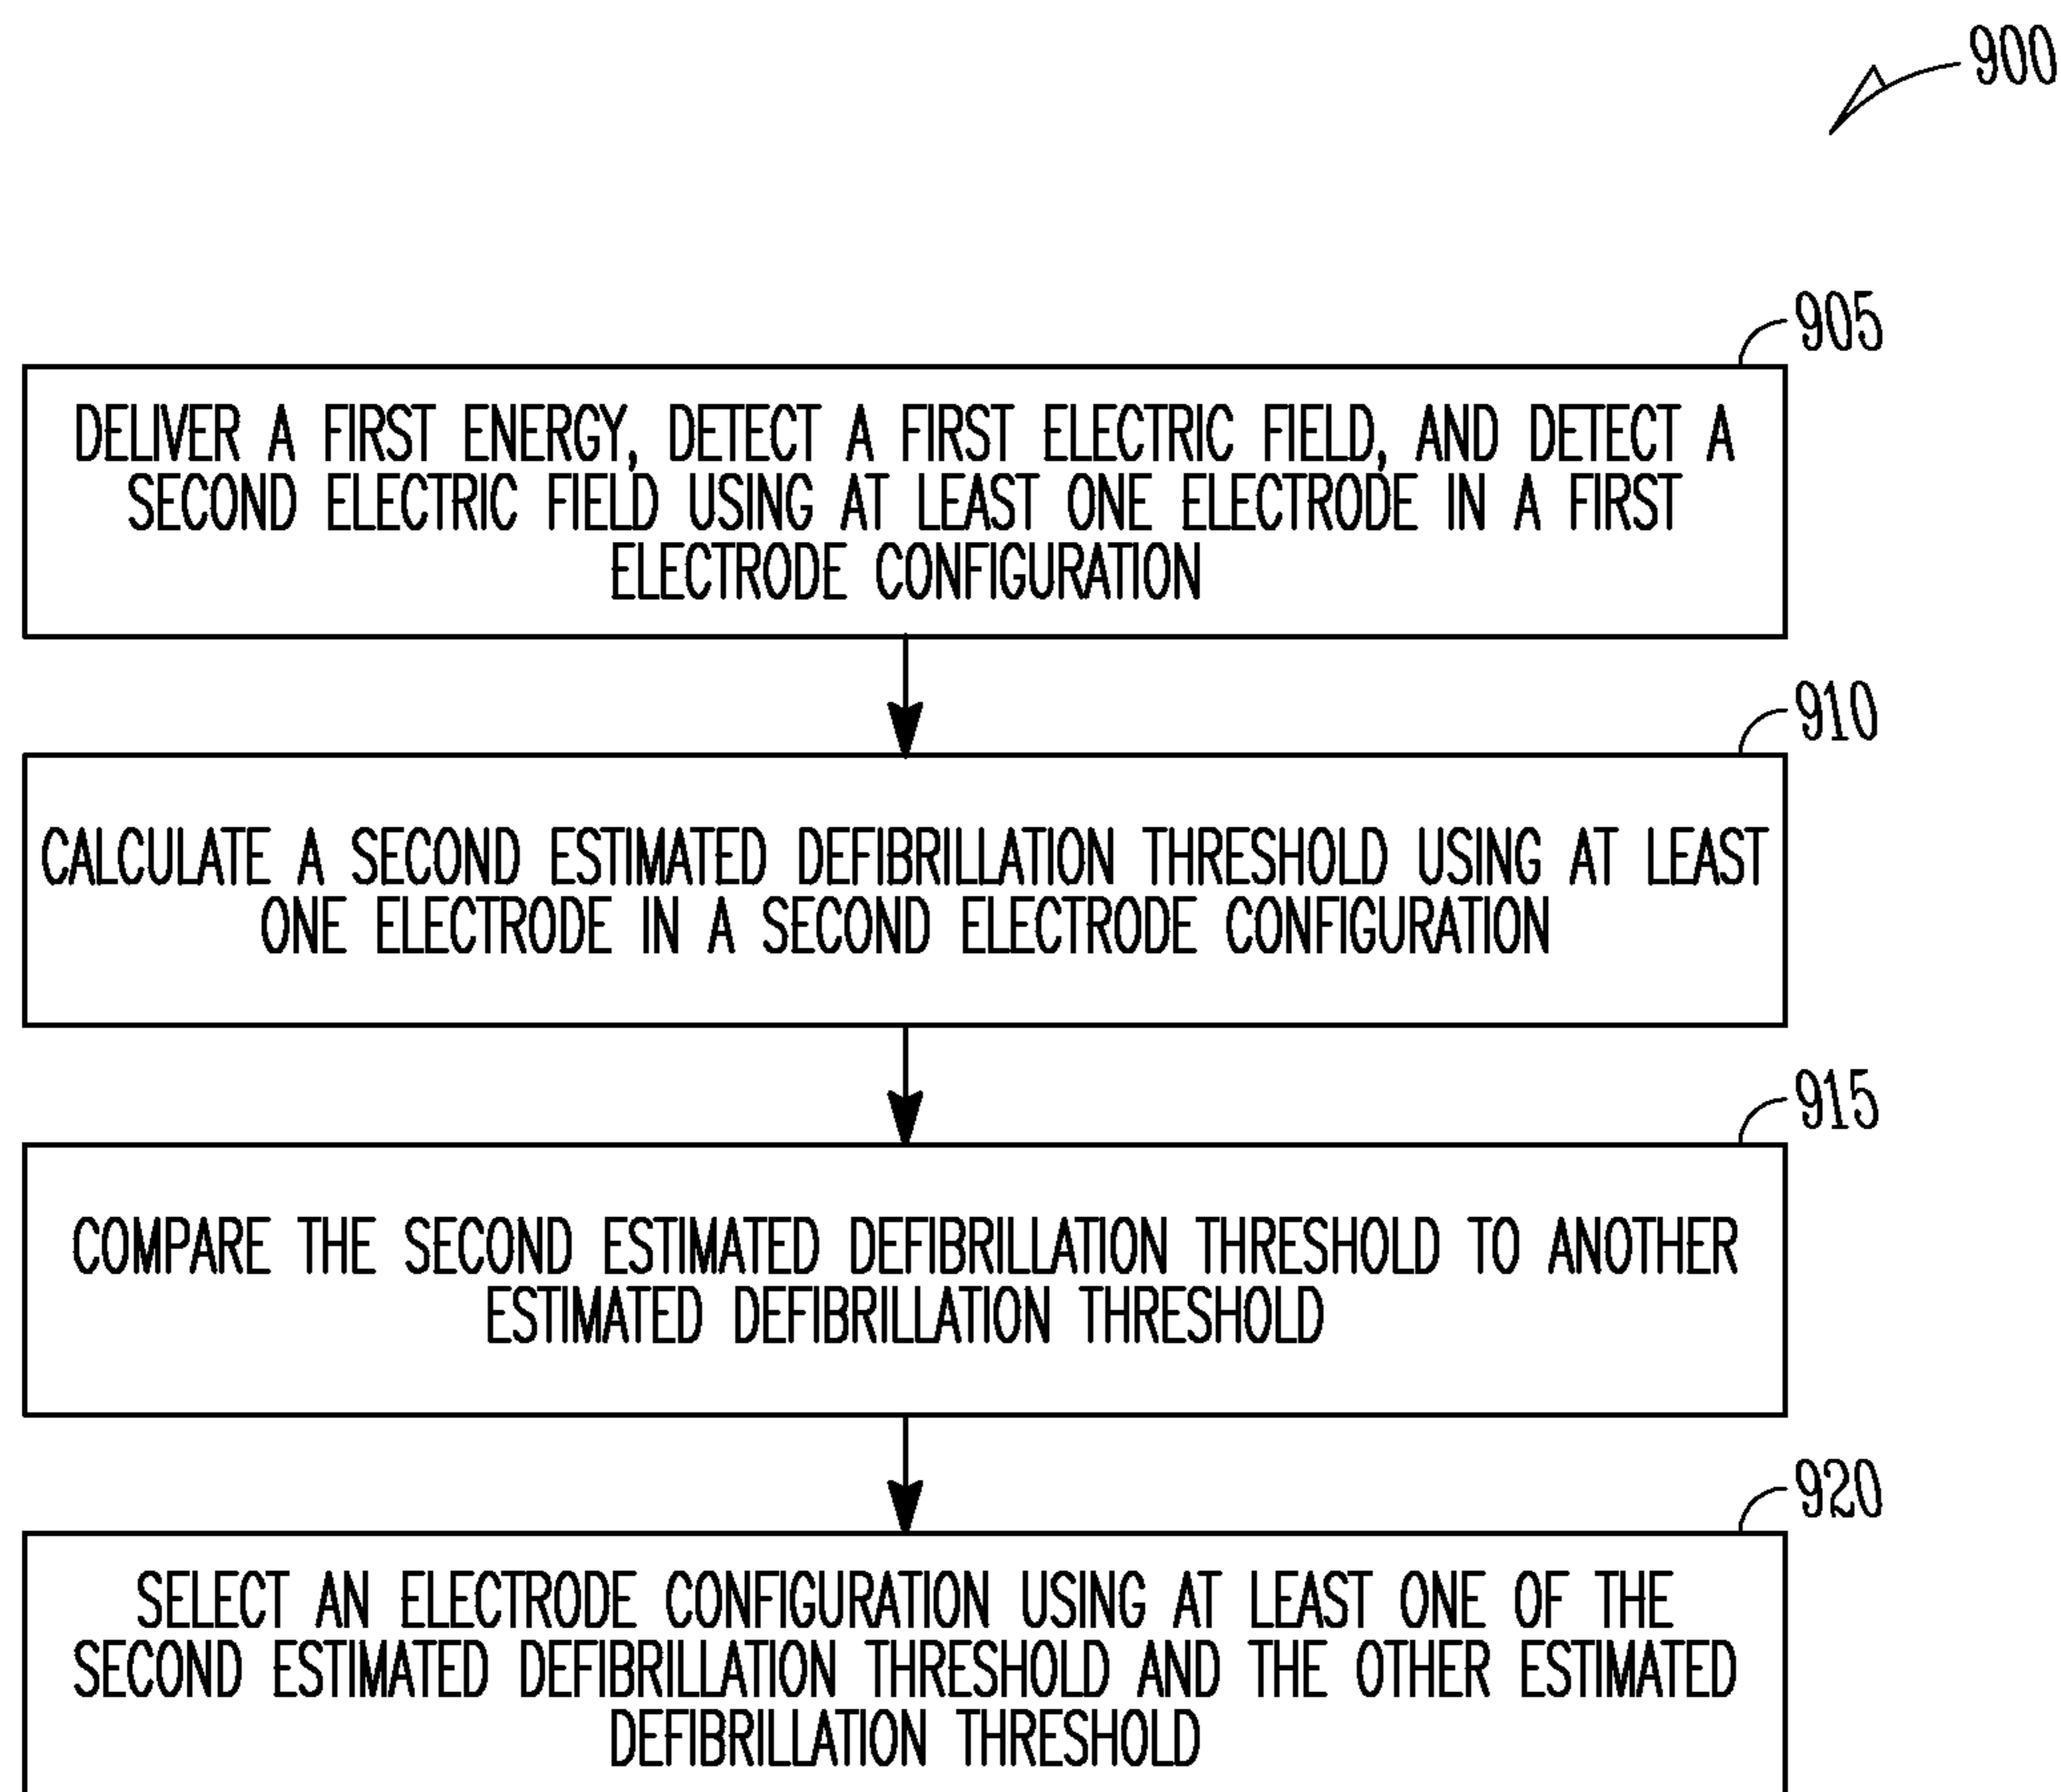 900
905
DELIVER A FIRST ENERGY, DETECT A FIRST ELECTRIC FIELD, AND DETECT A
SECOND ELECTRIC FIELD USING AT LEAST ONE ELECTRODE IN A FIRST
ELECTRODE CONFIGURATION
910
CALCULATE A SECOND ESTIMATED DEFIBRILLATION THRESHOLD USING AT LEAST
ONE ELECTRODE IN A SECOND ELECTRODE CONFIGURATION
915
COMPARE THE SECOND ESTIMATED DEFIBRILLATION THRESHOLD TO ANOTHER
ESTIMATED DEFIBRILLATION THRESHOLD
920
SELECT AN ELECTRODE CONFIGURATION USING AT LEAST ONE OF THE
SECOND ESTIMATED DEFIBRILLATION THRESHOLD AND THE OTHER ESTIMATED
DEFIBRILLATION THRESHOLD